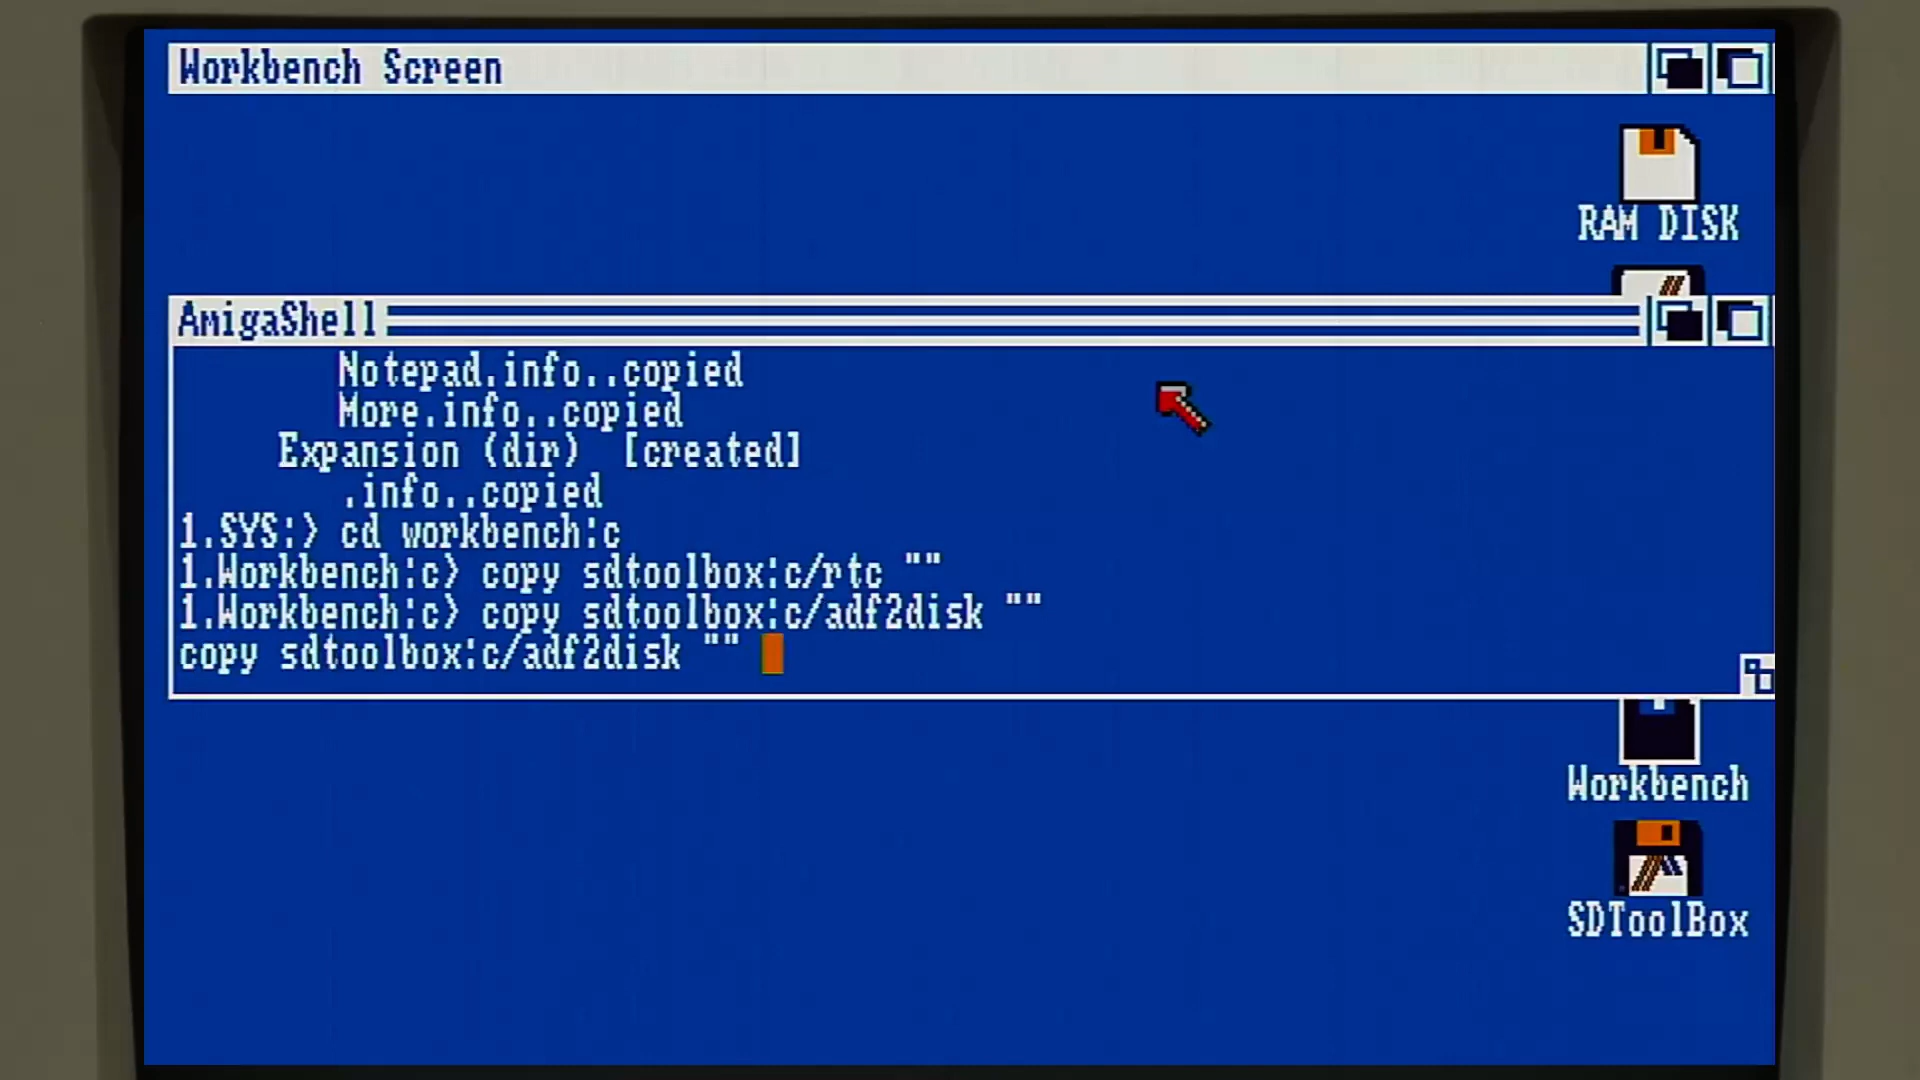 Workbench Screen
RAM DISK
AmigaShell
Notepad.info..copied
More.info..copied
Expansion (dir) [created]
.info..copied
1.SYS:> cd workbench:c
1.Workbench:c> copy sdtoolbox:c/rtc ""
1.Workbench:c> copy sdtoolbox:c/adf2disk ""
copy sdtoolbox:c/adf2disk ""
Workbench
SDToolBox